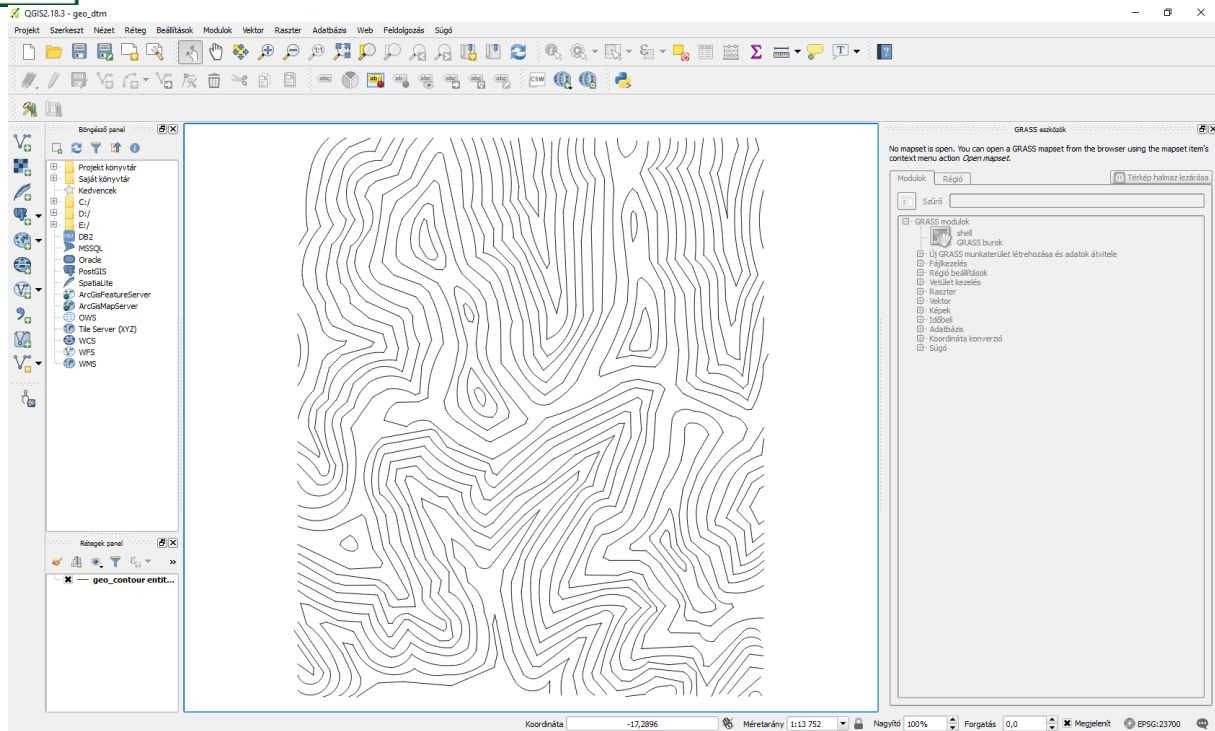 QGIS2.18.3 - geo_dtm
Projekt Szerkeszt Nézet Réteg Beállítások Modulok Vektor Raszter Adatbázis Web Feldolgozás Súgó
Böngésző panel
Projekt könyvtár
Saját könyvtár
Kedvencek
C:/
D:/
E:/
DB2
MSSQL
Oracle
PostGIS
SpatiaLite
ArcGisFeatureServer
ArcGisMapServer
OWS
Tile Server (XYZ)
WCS
WFS
WMS
Rétegek panel
geo_contour entit...
GRASS eszközök
No mapset is open. You can open a GRASS mapset from the browser using the mapset item's
context menu action Open mapset.
Modulok Régió Térkép halmaz lezárása
Szűrő
GRASS modulok
shell
GRASS burok
Új GRASS munkaterület létrehozása és adatok átvitele
Fájlkezelés
Régió beállítások
Vetület kezelés
Raszter
Vektor
Képek
Időbeli
Adatbázis
Koordináta konverzió
Súgó
Koordináta -17,2896 Méretarány 1:13 752 Nagyító 100% Forgatás 0,0 Megjelenít EPSG:23700